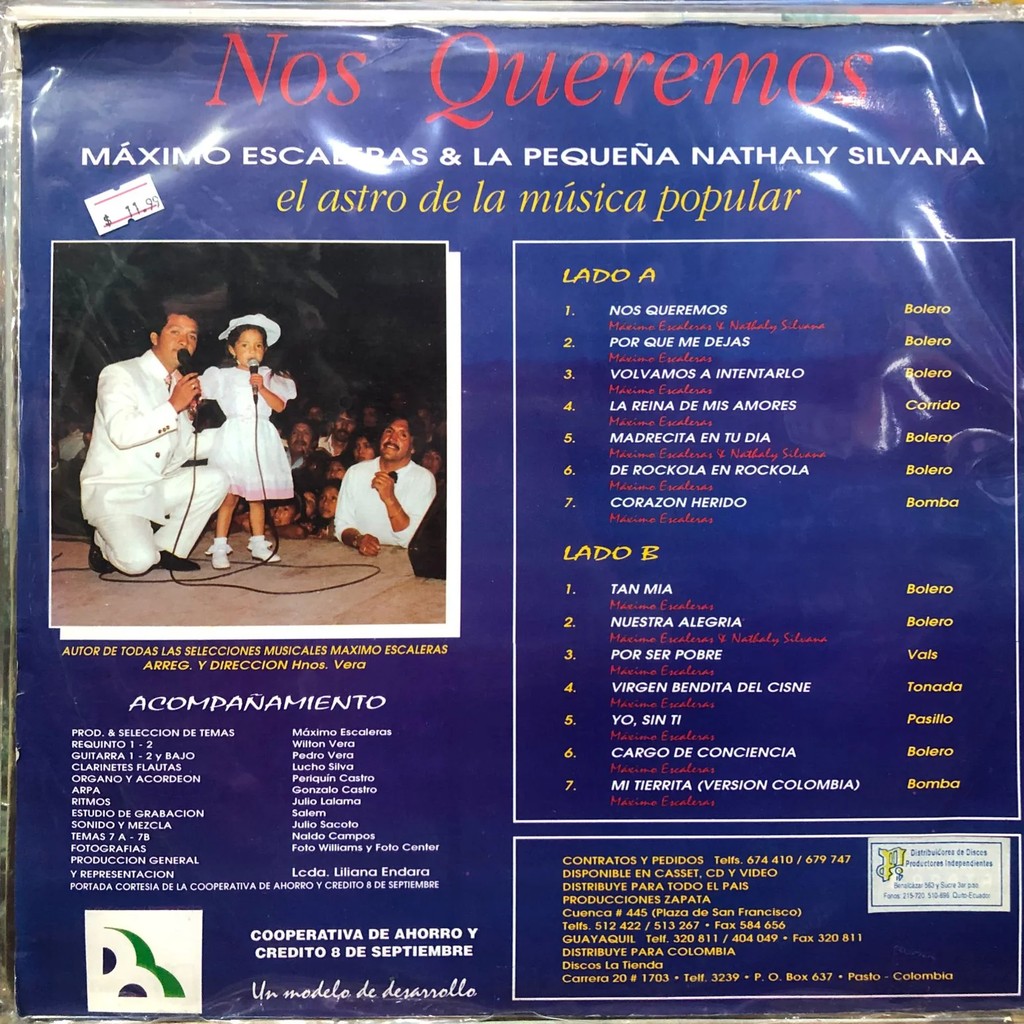 Nos Queremos
MÁXIMO ESCALERAS & LA PEQUEÑA NATHALY SILVANA
el astro de la música popular
$ 11.99
LADO A
1. NOS QUEREMOS Bolero
Máximo Escaleras & Nathaly Silvana
2. POR QUE ME DEJAS Bolero
Máximo Escaleras
3. VOLVAMOS A INTENTARLO Bolero
Máximo Escaleras
4. LA REINA DE MIS AMORES Corrido
Máximo Escaleras
5. MADRECITA EN TU DIA Bolero
Máximo Escaleras & Nathaly Silvana
6. DE ROCKOLA EN ROCKOLA Bolero
Máximo Escaleras
7. CORAZON HERIDO Bomba
Máximo Escaleras
LADO B
1. TAN MIA Bolero
Máximo Escaleras
2. NUESTRA ALEGRIA Bolero
Máximo Escaleras & Nathaly Silvana
3. POR SER POBRE Vals
Máximo Escaleras
4. VIRGEN BENDITA DEL CISNE Tonada
Máximo Escaleras
5. YO, SIN TI Pasillo
Máximo Escaleras
6. CARGO DE CONCIENCIA Bolero
Máximo Escaleras
7. MI TIERRITA (VERSION COLOMBIA) Bomba
Máximo Escaleras
AUTOR DE TODAS LAS SELECCIONES MUSICALES MAXIMO ESCALERAS
ARREG. Y DIRECCION Hnos. Vera
ACOMPAÑAMIENTO
PROD. & SELECCION DE TEMAS Máximo Escaleras
REQUINTO 1 - 2 Wilton Vera
GUITARRA 1 - 2 y BAJO Pedro Vera
CLARINETES FLAUTAS Lucho Silva
ORGANO Y ACORDEON Periquín Castro
ARPA Gonzalo Castro
RITMOS Julio Lalama
ESTUDIO DE GRABACION Salem
SONIDO Y MEZCLA Julio Sacoto
TEMAS 7 A - 7B Naldo Campos
FOTOGRAFIAS Foto Williams y Foto Center
PRODUCCION GENERAL
Y REPRESENTACION Lcda. Liliana Endara
PORTADA CORTESIA DE LA COOPERATIVA DE AHORRO Y CREDITO 8 DE SEPTIEMBRE
COOPERATIVA DE AHORRO Y
CREDITO 8 DE SEPTIEMBRE
Un modelo de desarrollo
CONTRATOS Y PEDIDOS Telfs. 674 410 / 679 747
DISPONIBLE EN CASSET, CD Y VIDEO
DISTRIBUYE PARA TODO EL PAIS
PRODUCCIONES ZAPATA
Cuenca # 445 (Plaza de San Francisco)
Telfs. 512 422 / 513 267 • Fax 584 656
GUAYAQUIL Telf. 320 811 / 404 049 • Fax 320 811
DISTRIBUYE PARA COLOMBIA
Discos La Tienda
Carrera 20 # 1703 • Telf. 3239 • P. O. Box 637 • Pasto - Colombia
Distribuidores de Discos
Productores Independientes
Benalcázar 563 y Sucre 3er piso
Fonos: 215-720, 510-896 Quito-Ecuador